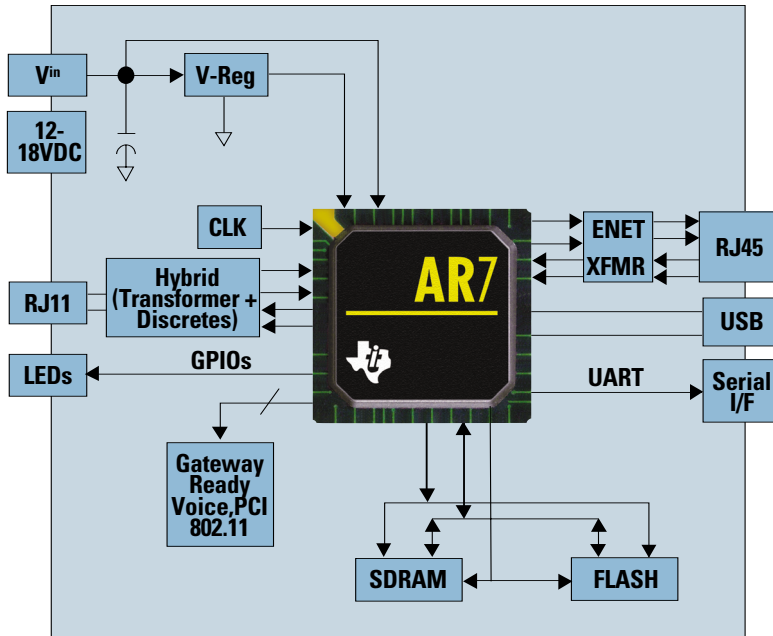 Vin
V-Reg
12-
18VDC
CLK
ENET
XFMR
RJ45
Hybrid
(Transformer +
Discretes)
RJ11
AR7
USB
LEDs
GPIOs
UART
Serial
I/F
Gateway
Ready
Voice,PCI
802.11
SDRAM
FLASH